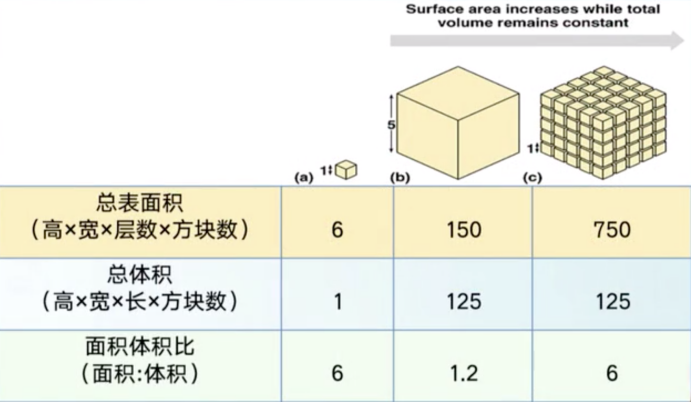 Surface area increases while total
volume remains constant
5
1
1
(a)
(b)
(c)
总表面积
（高×宽×层数×方块数）
6
150
750
总体积
（高×宽×长×方块数）
1
125
125
面积体积比
（面积:体积）
6
1.2
6